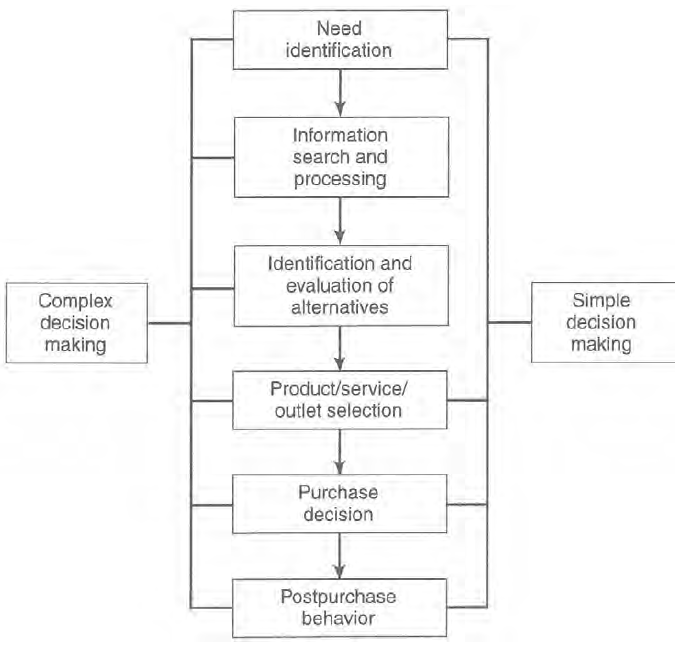 Need
identification
Information
search and
processing
Identification and
evaluation of
alternatives
Complex
decision
making
Simple
decision
making
Product/service/
outlet selection
Purchase
decision
Postpurchase
behavior